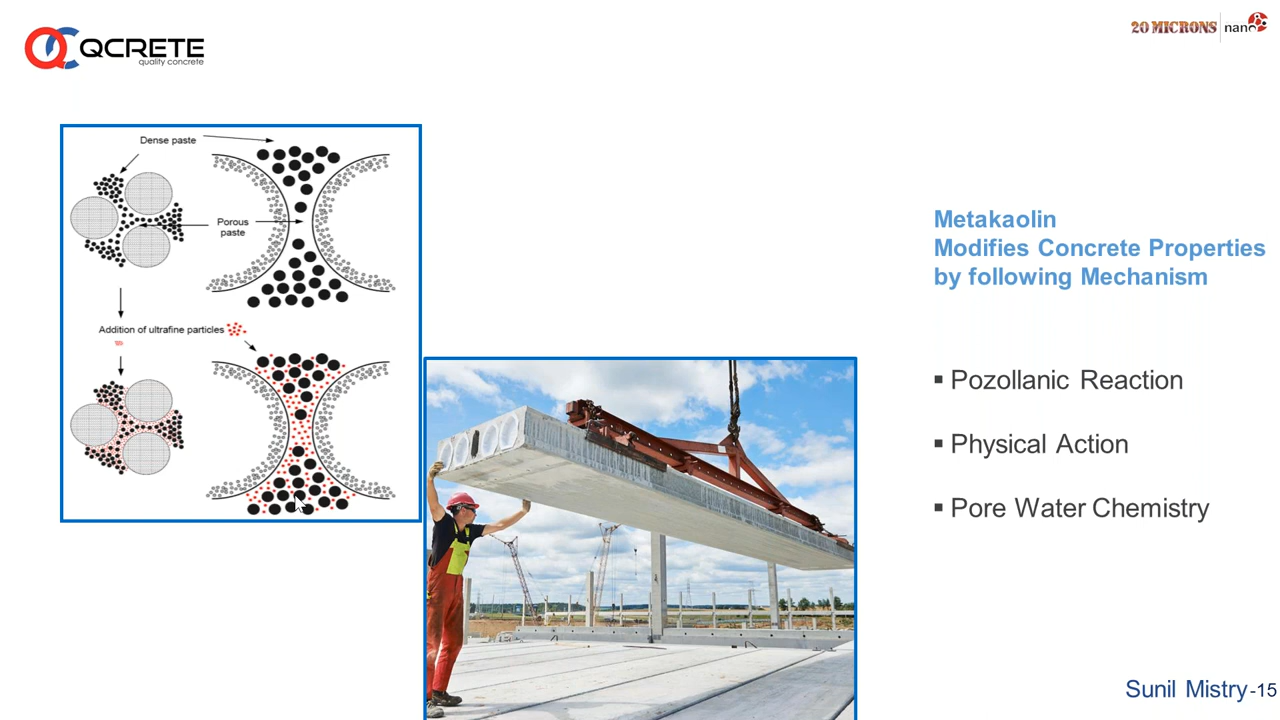 QCRETE
quality concrete
20 MICRONS nano
Dense paste
Porous
paste
Addition of ultrafine particles
Metakaolin
Modifies Concrete Properties
by following Mechanism
▪ Pozollanic Reaction
▪ Physical Action
▪ Pore Water Chemistry
Sunil Mistry-15